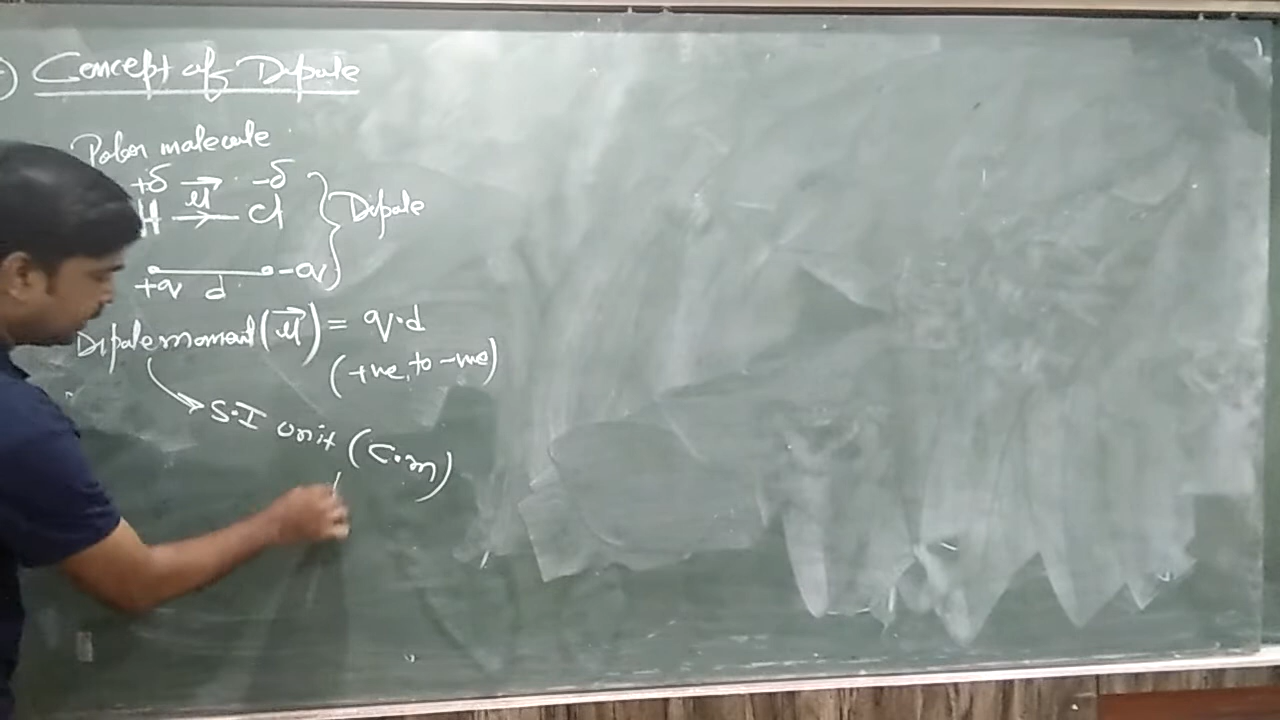 Concept of Dipole
Polar molecule
+δ μ⃗ -δ
H → Cl } Dipole
+q d -q
Dipole moment (μ⃗) = q·d
(+ve to -ve)
S.I unit (C.m)